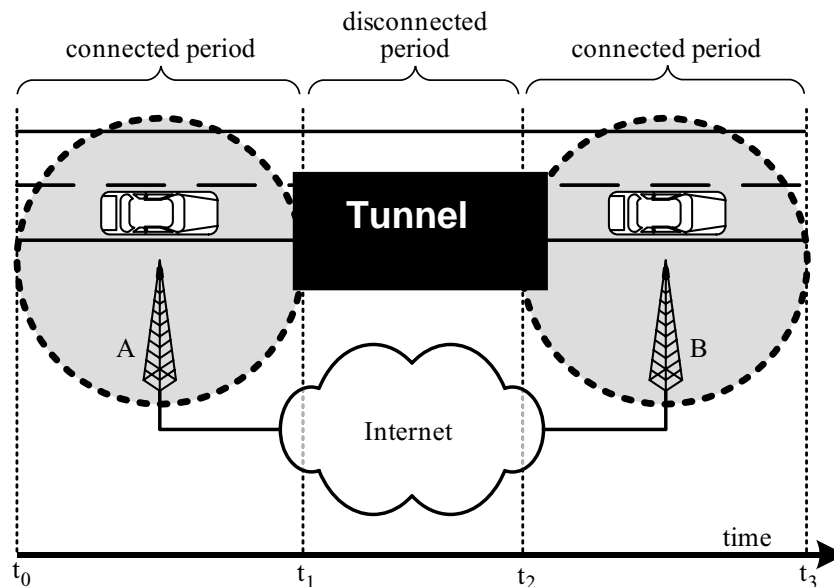 disconnected
connected period
period
connected period
Tunnel
A
B
Internet
time
t0
t1
t2
t3